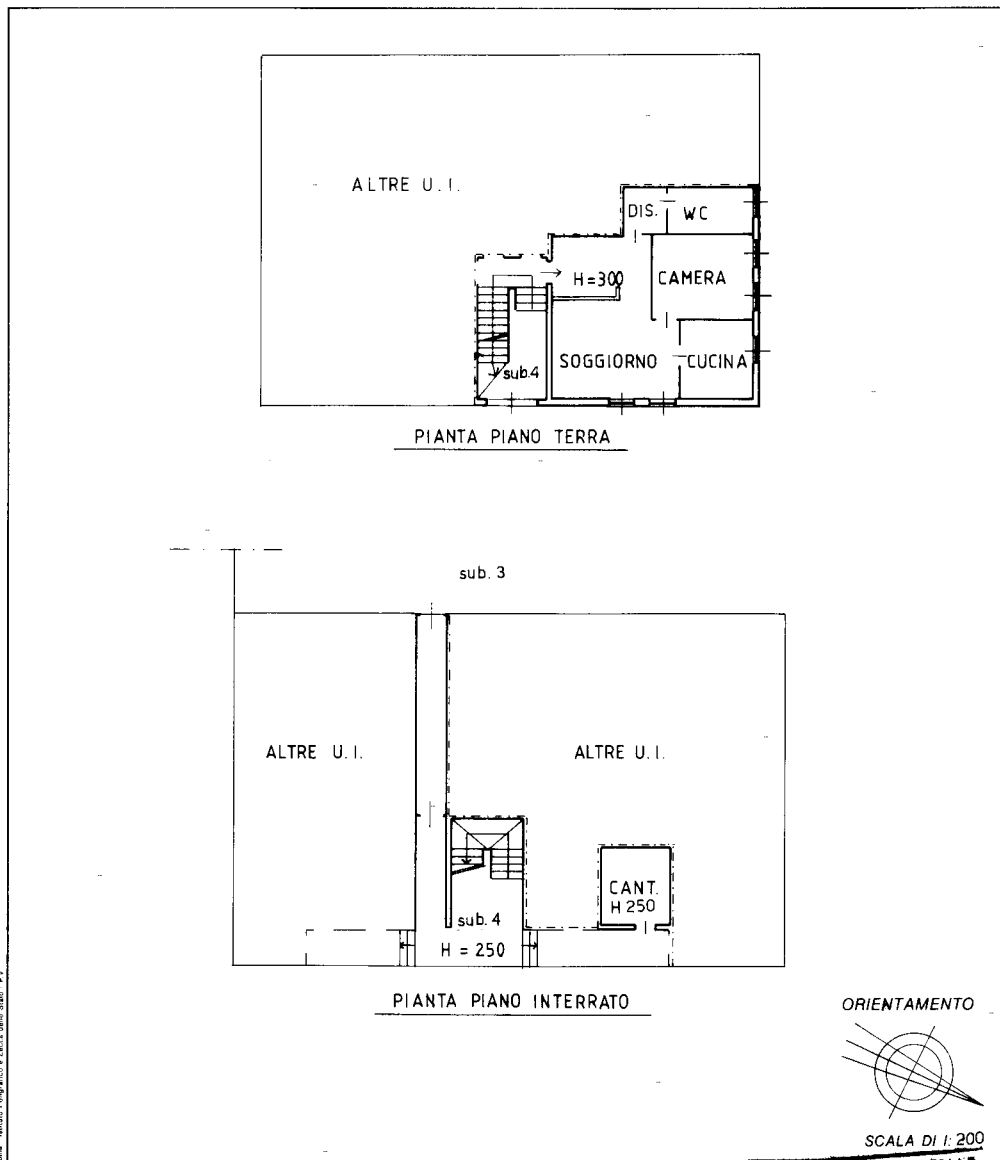 ALTRE U.I.
DIS. WC
H=300 CAMERA
SOGGIORNO CUCINA
sub.4
PIANTA PIANO TERRA
sub. 3
ALTRE U.I. ALTRE U.I.
CANT.
H 250
sub.4
H = 250
PIANTA PIANO INTERRATO
ORIENTAMENTO
SCALA DI I: 200